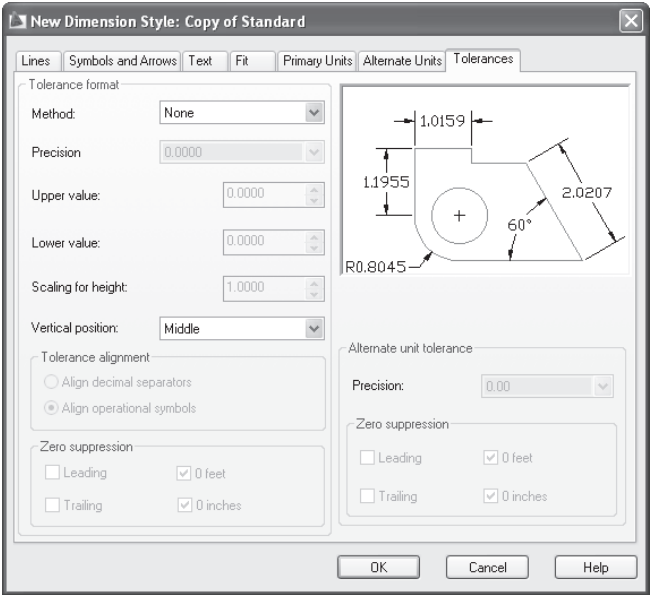 New Dimension Style: Copy of Standard
Lines Symbols and Arrows Text Fit Primary Units Alternate Units Tolerances
Tolerance format
Method: None
Precision 0.0000
Upper value: 0.0000
Lower value: 0.0000
Scaling for height: 1.0000
Vertical position: Middle
Tolerance alignment
Align decimal separators
Align operational symbols
Zero suppression
Leading 0 feet
Trailing 0 inches
1.0159
1.1955
2.0207
60°
R0.8045
Alternate unit tolerance
Precision: 0.00
Zero suppression
Leading 0 feet
Trailing 0 inches
OK Cancel Help